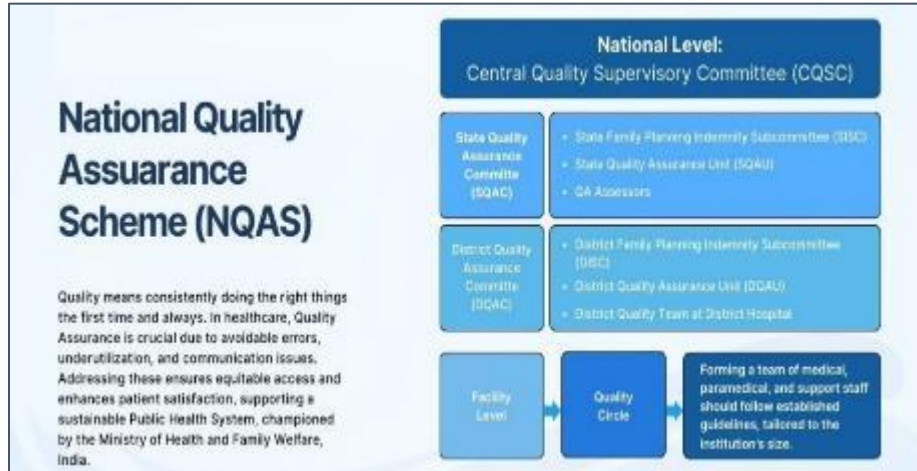 National Quality
Assuarance
Scheme (NQAS)
Quality means consistently doing the right things
the first time and always. In healthcare, Quality
Assurance is crucial due to avoidable errors,
underutilization, and communication issues.
Addressing these ensures equitable access and
enhances patient satisfaction, supporting a
sustainable Public Health System, championed
by the Ministry of Health and Family Welfare,
India.
National Level:
Central Quality Supervisory Committee (CQSC)
State Quality
Assurance
Committe
(SQAC)
• State Family Planning Indemnity Subcommittee (SISC)
• State Quality Assurance Unit (SQAU)
• QA Assessors
District Quality
Assurance
Committe
(DQAC)
• District Family Planning Indemnity Subcommittee
(DISC)
• District Quality Assurance Unit (DQAU)
• District Quality Team at District Hospital
Facility
Level
Quality
Circle
Forming a team of medical,
paramedical, and support staff
should follow established
guidelines, tailored to the
institution's size.